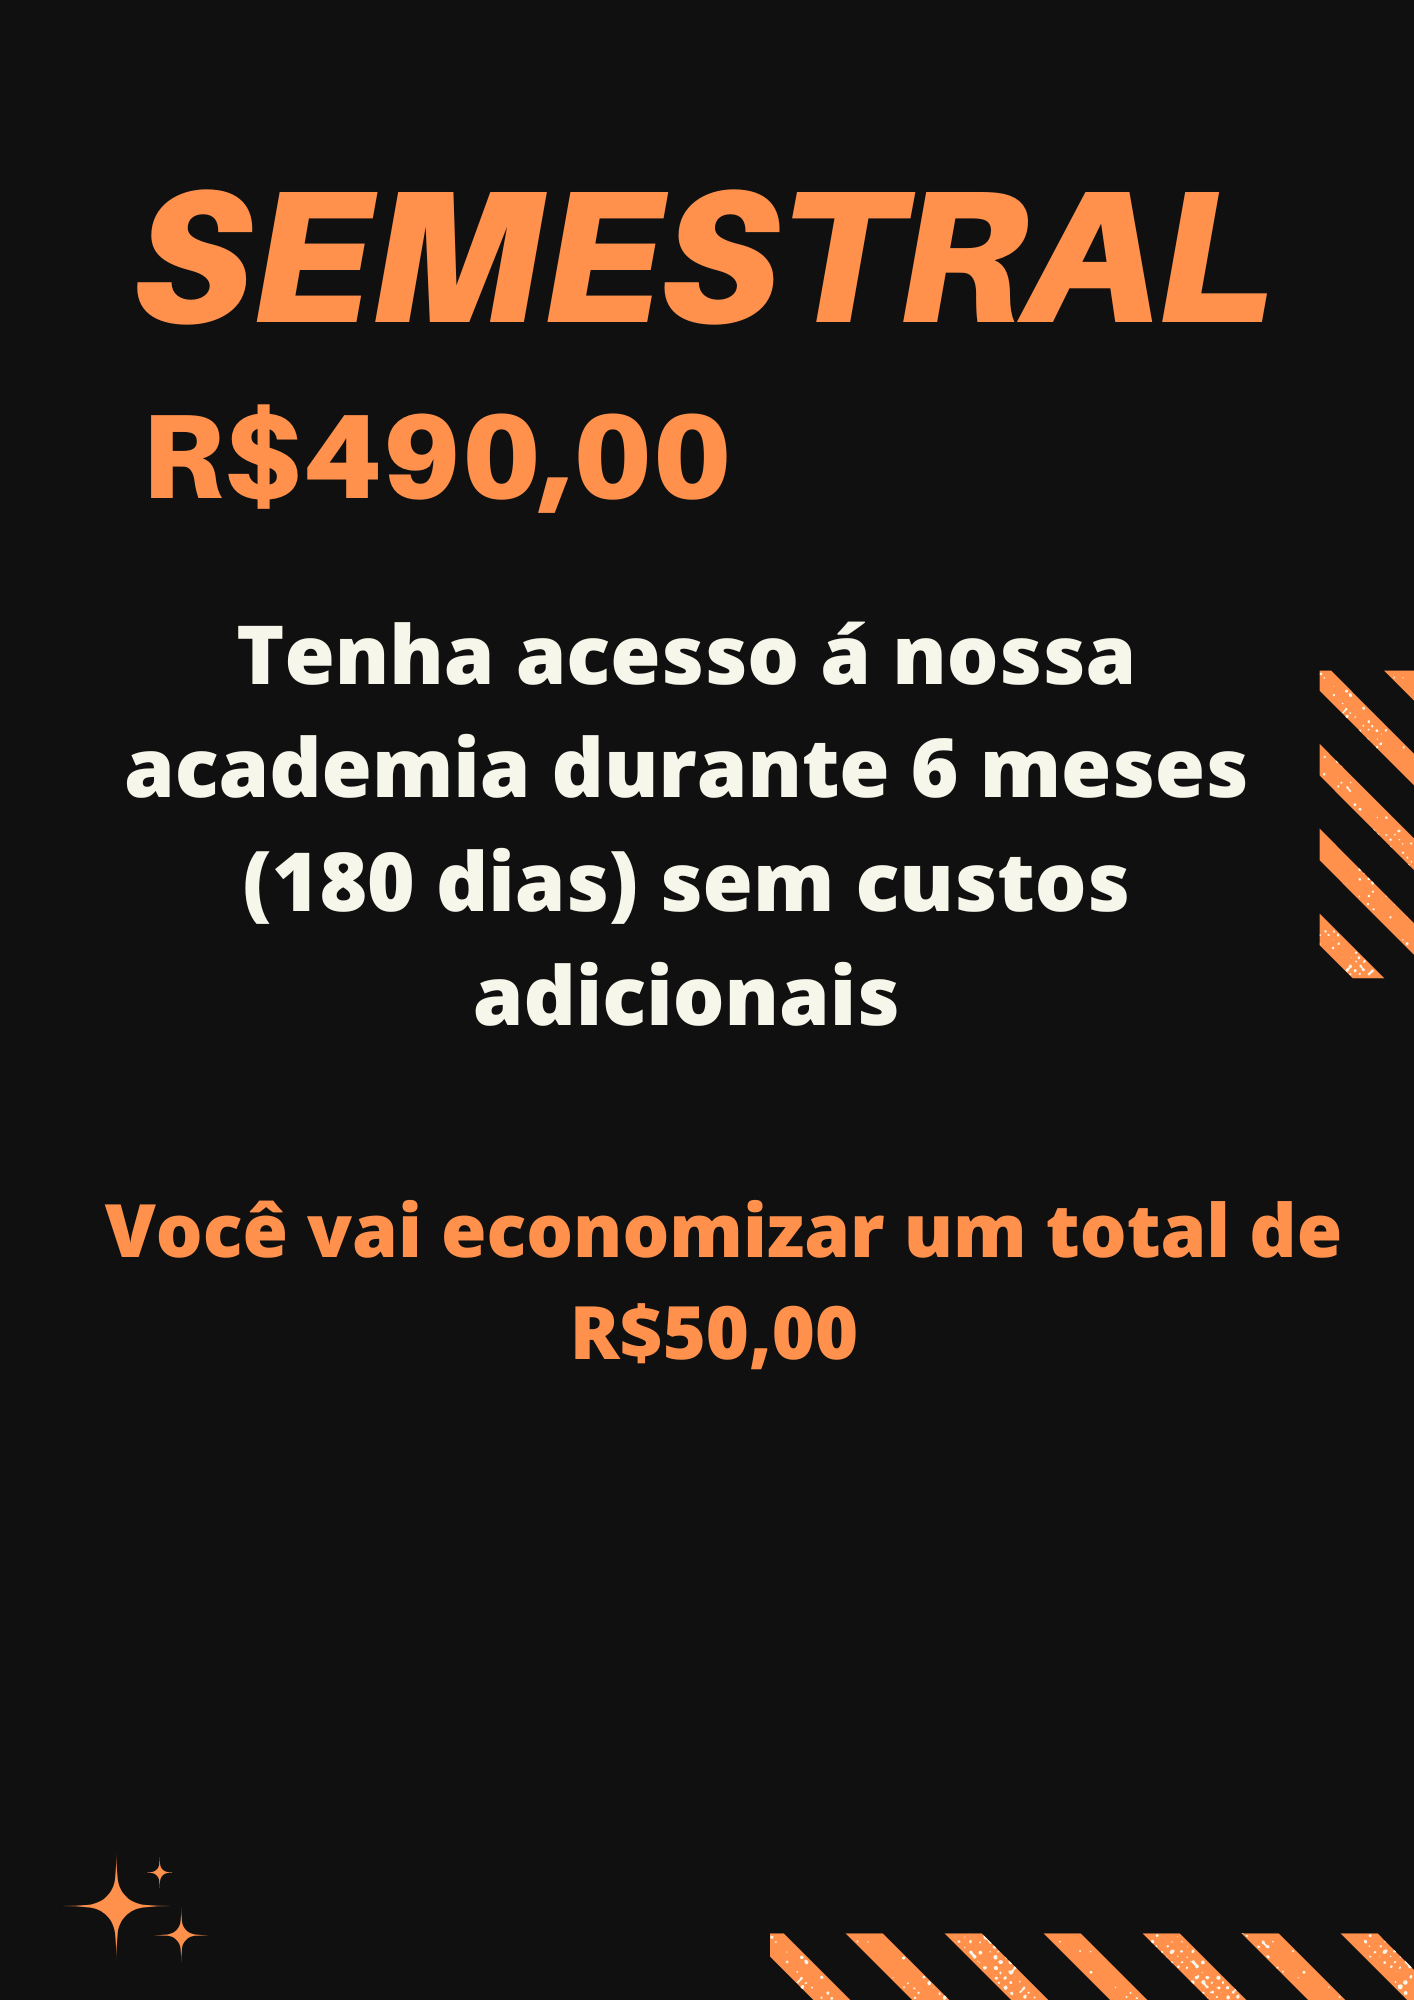 SEMESTRAL
R$490,00
Tenha acesso á nossa
academia durante 6 meses
(180 dias) sem custos
adicionais
Você vai economizar um total de
R$50,00